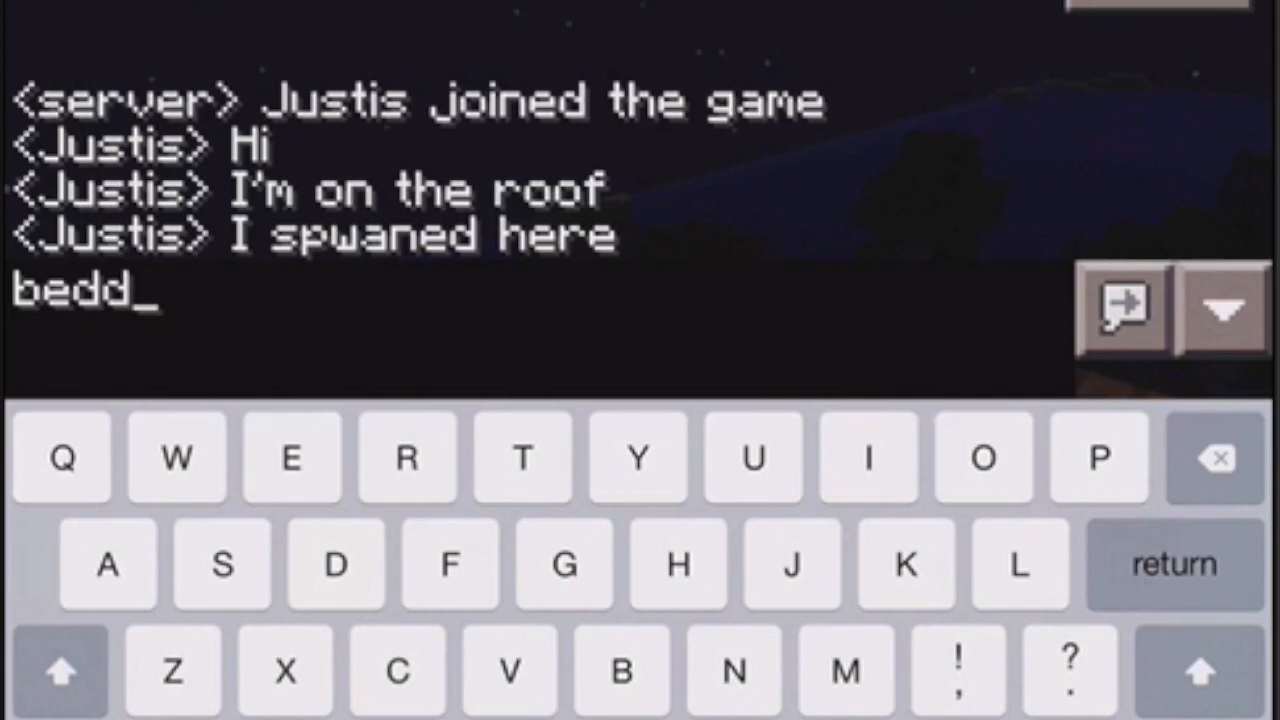 <server> Justis joined the game
<Justis> Hi
<Justis> I'm on the roof
<Justis> I spwaned here
bedd_
Q W E R T Y U I O P
A S D F G H J K L return
Z X C V B N M ! , ? .